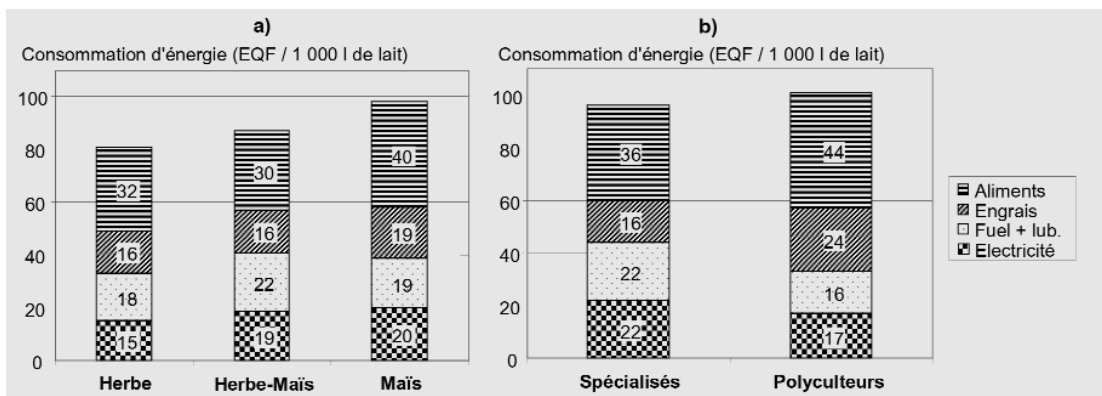 a)
Consommation d'énergie (EQF / 1 000 l de lait)
100
80
60
40
20
0
32
16
18
15
30
16
22
19
40
19
19
20
Herbe
Herbe-Maïs
Maïs
b)
Consommation d'énergie (EQF / 1 000 l de lait)
100
80
60
40
20
0
36
16
22
22
44
24
16
17
Spécialisés
Polyculteurs
Aliments
Engrais
Fuel + lub.
Electricité